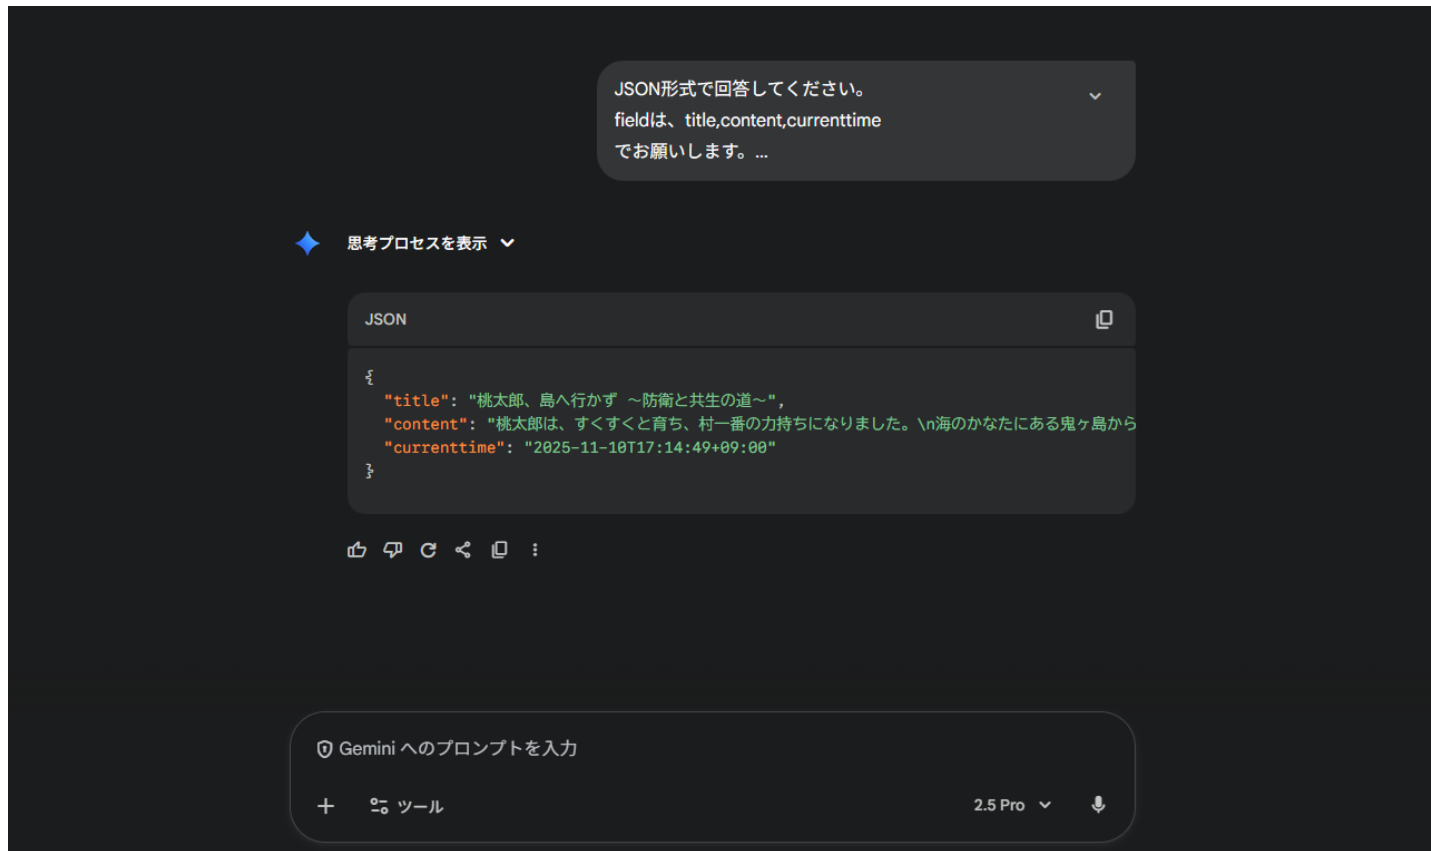 JSON形式で回答してください。
fieldは、title,content,currenttime
でお願いします。...
思考プロセスを表示
JSON
{
"title": "桃太郎、島へ行かず ～防衛と共生の道～",
"content": "桃太郎は、すくすくと育ち、村一番の力持ちになりました。\n海のかなたにある鬼ヶ島から
"currenttime": "2025-11-10T17:14:49+09:00"
}
Gemini へのプロンプトを入力
ツール
2.5 Pro